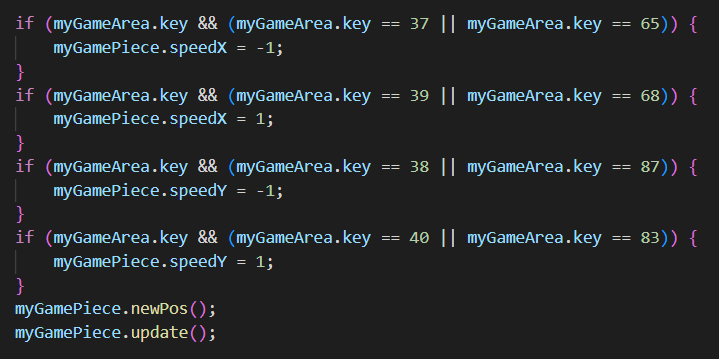 if (myGameArea.key && (myGameArea.key == 37 || myGameArea.key == 65)) {
    myGamePiece.speedX = -1;
}
if (myGameArea.key && (myGameArea.key == 39 || myGameArea.key == 68)) {
    myGamePiece.speedX = 1;
}
if (myGameArea.key && (myGameArea.key == 38 || myGameArea.key == 87)) {
    myGamePiece.speedY = -1;
}
if (myGameArea.key && (myGameArea.key == 40 || myGameArea.key == 83)) {
    myGamePiece.speedY = 1;
}
myGamePiece.newPos();
myGamePiece.update();